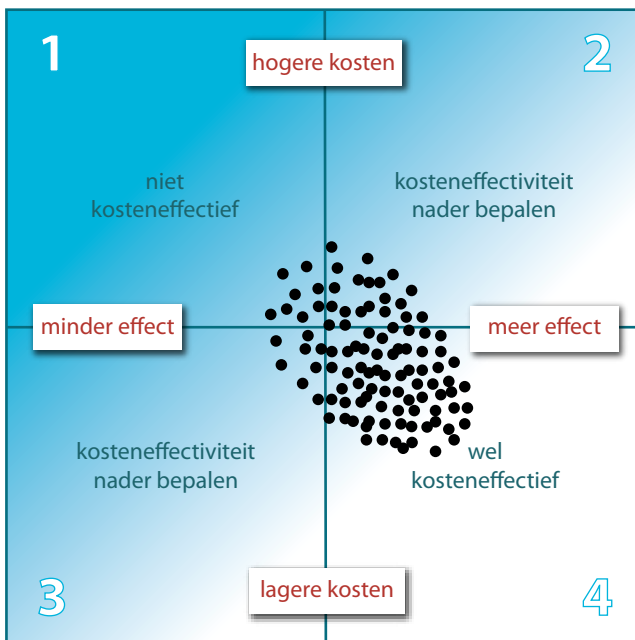 1
hogere kosten
2
niet
kosteneffectief
kosteneffectiviteit
nader bepalen
minder effect
meer effect
kosteneffectiviteit
nader bepalen
wel
kosteneffectief
3
lagere kosten
4